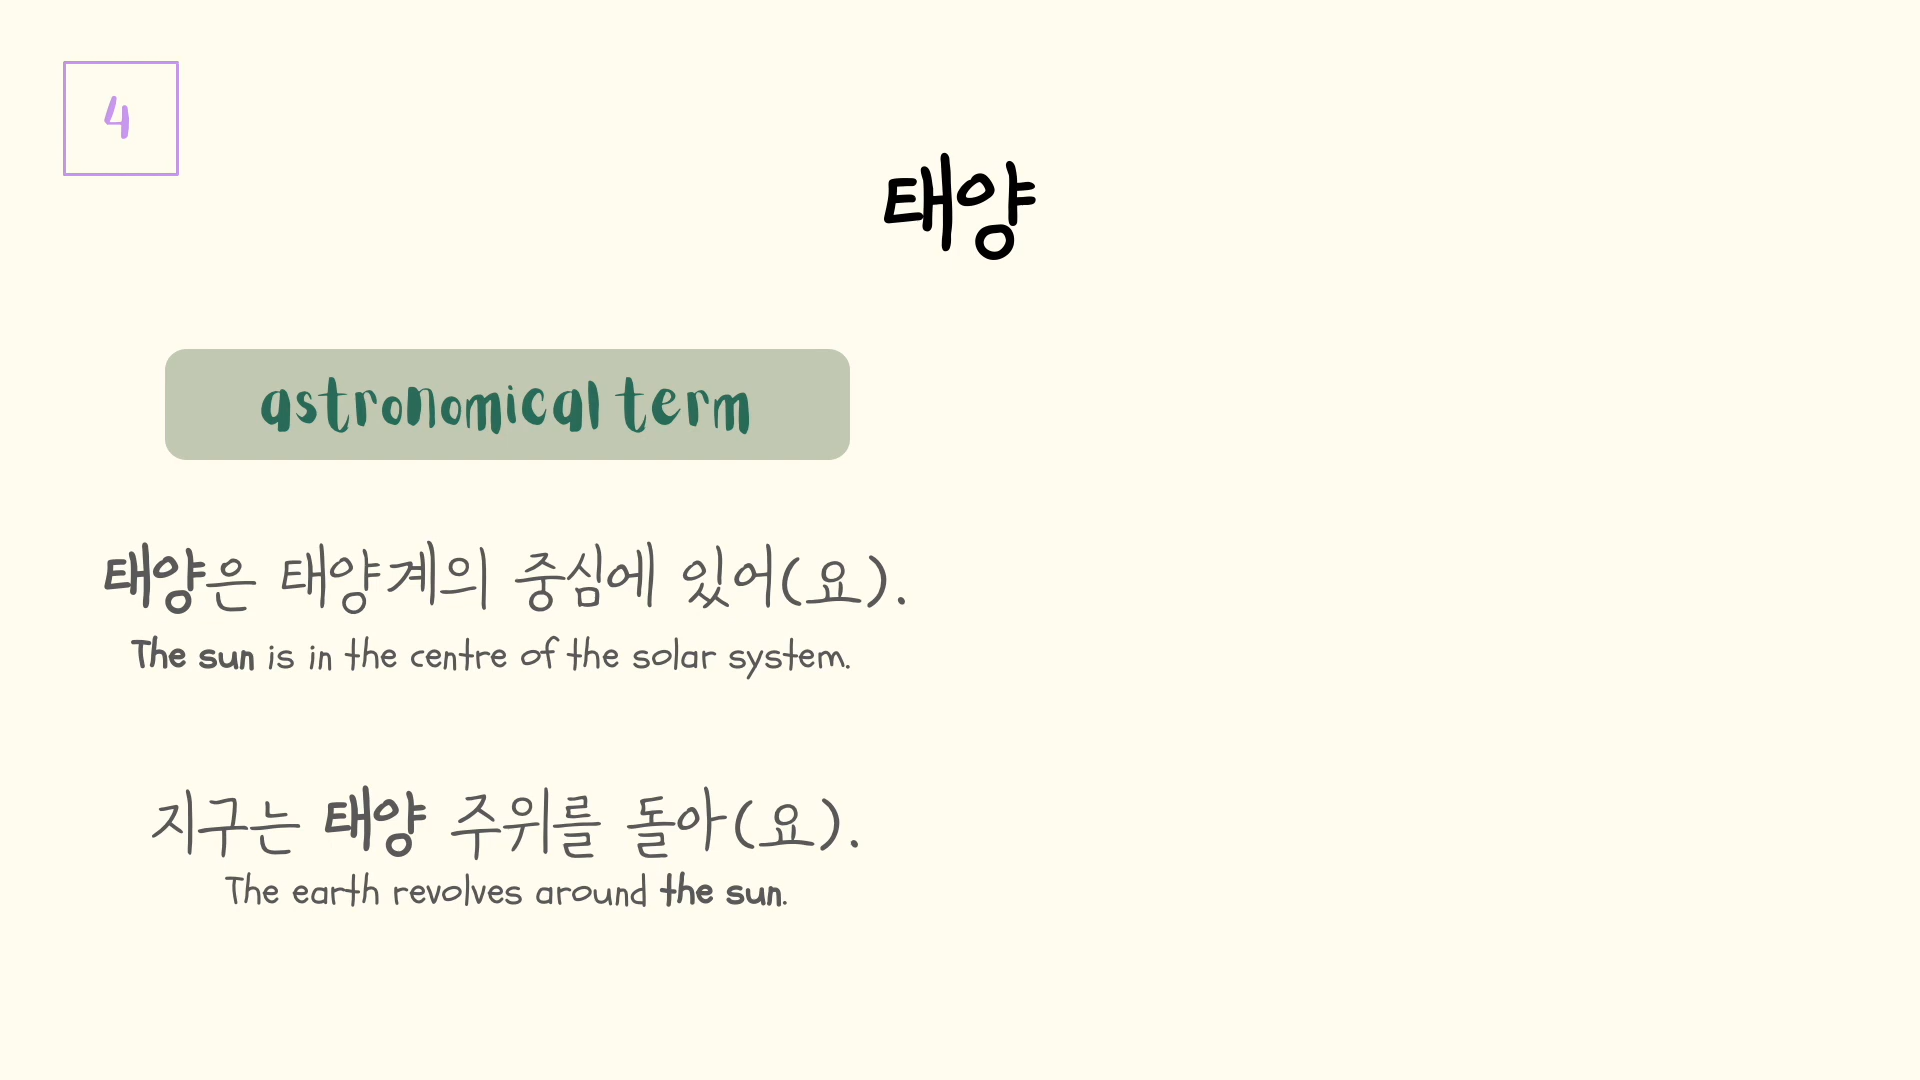 4
태양
astronomical term
태양은 태양계의 중심에 있어(요).
The sun is in the centre of the solar system.
지구는 태양 주위를 돌아(요).
The earth revolves around the sun.